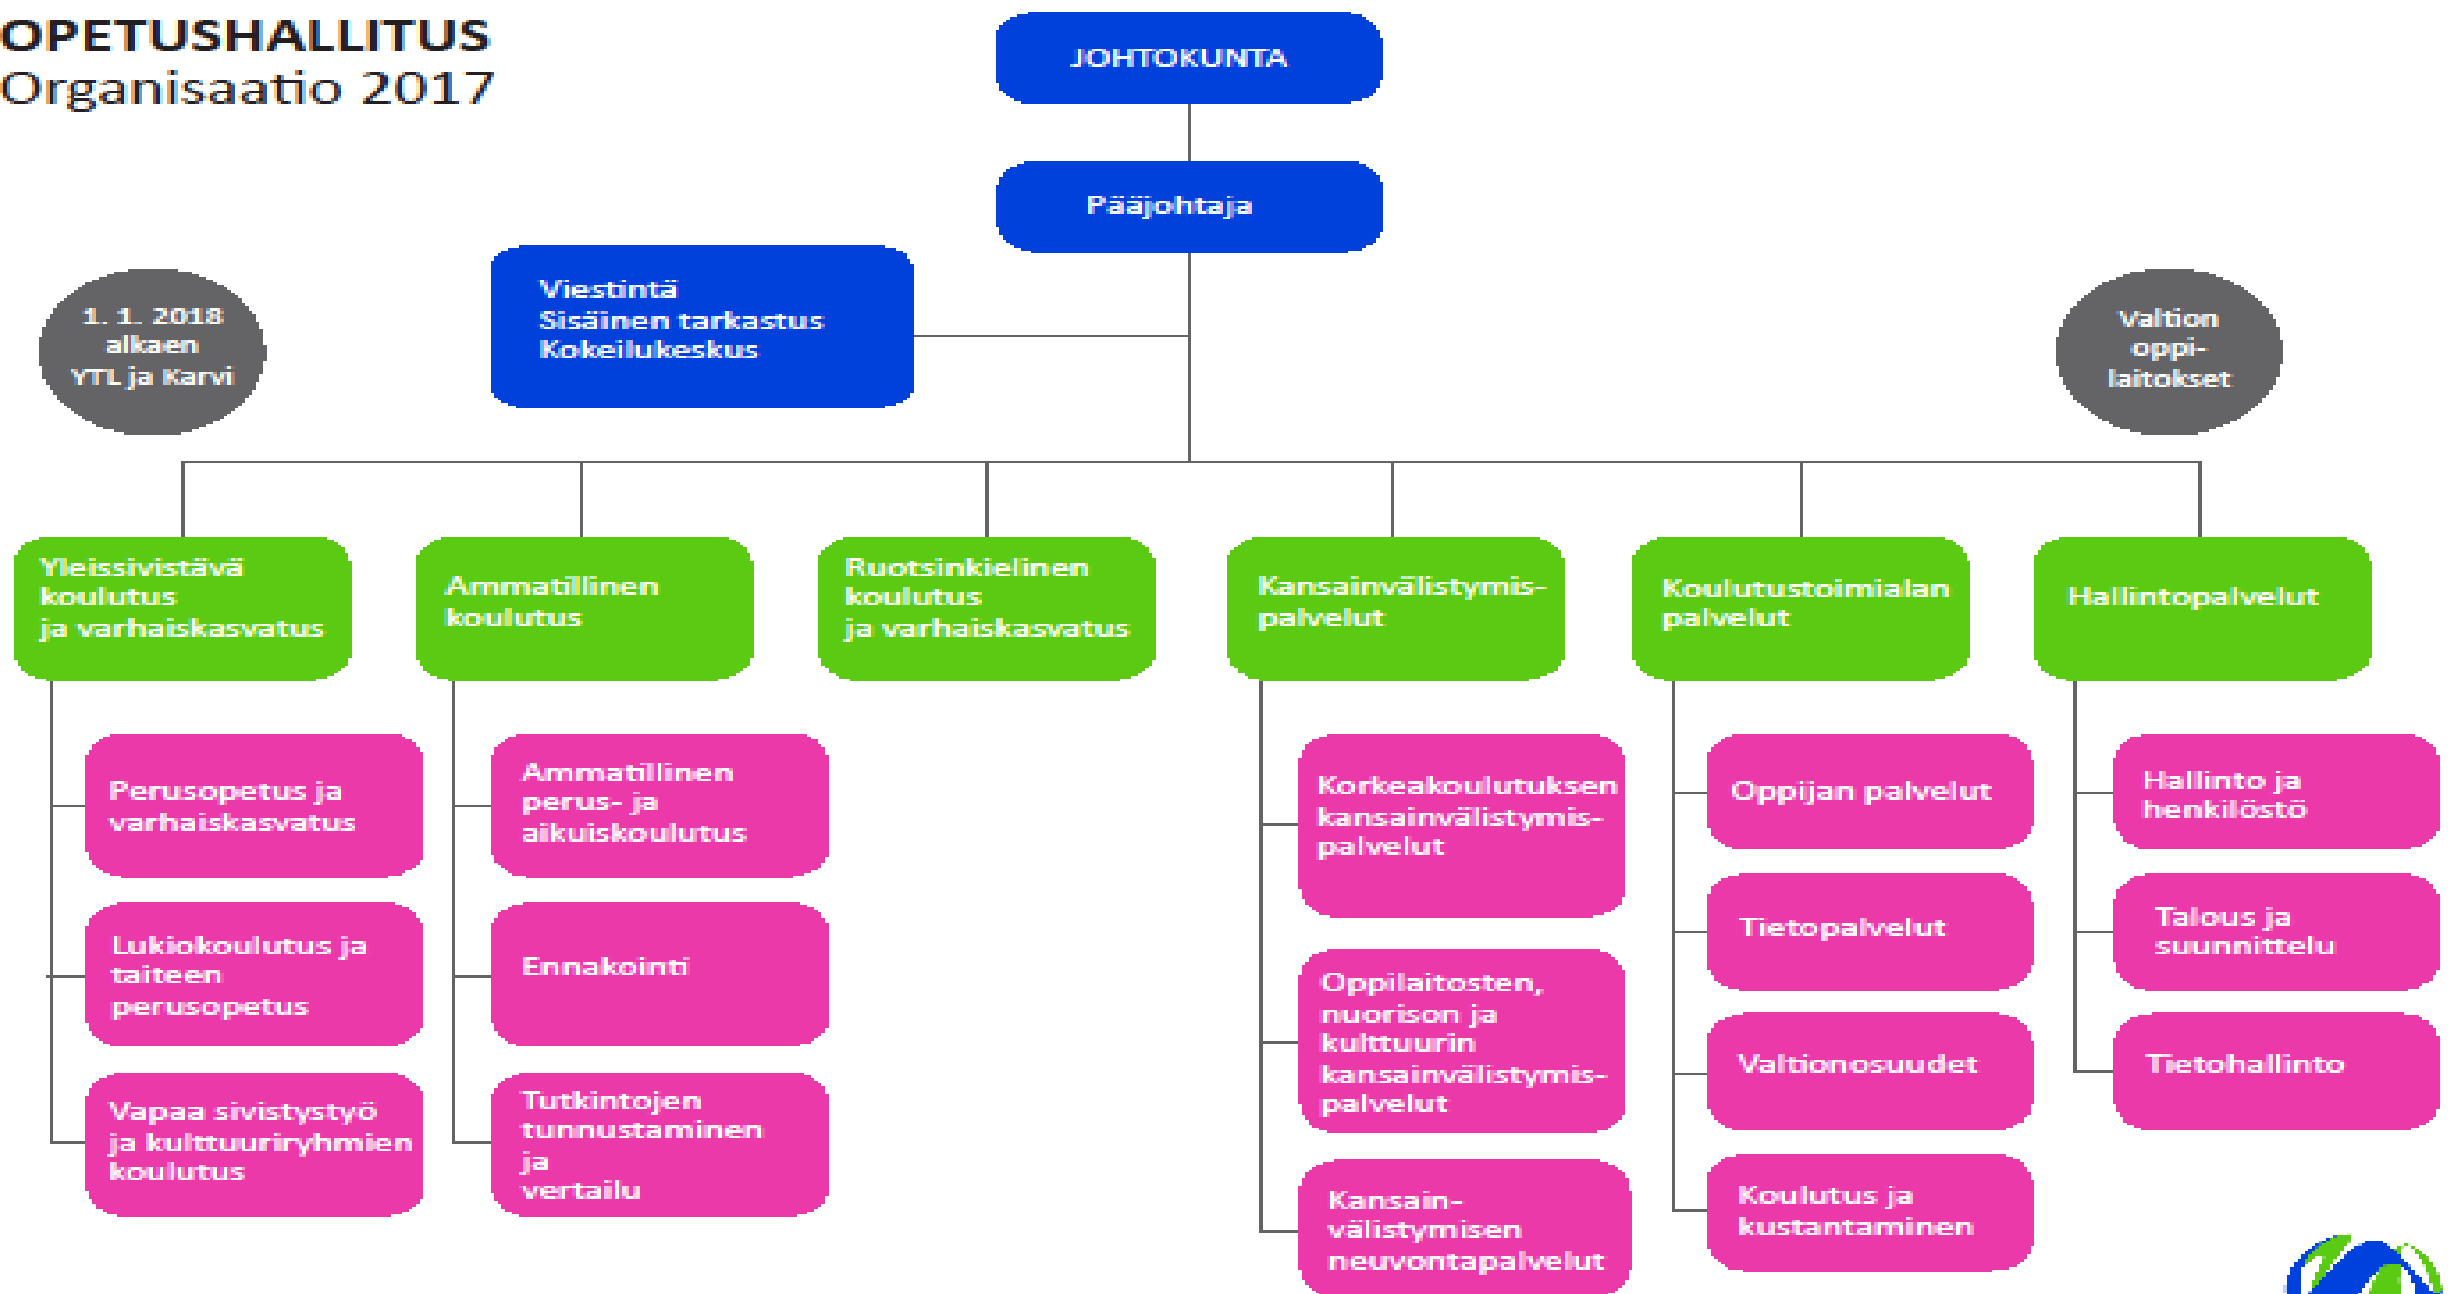 OPETUSHALLITUS
Organisaatio 2017
JOHTOKUNTA
Pääjohtaja
Viestintä
Sisäinen tarkastus
Kokeilukeskus
1. 1. 2018
alkaen
YTL ja Karvi
Valtion
oppi-
laitokset
Yleissivistävä
koulutus
ja varhaiskasvatus
Ammatillinen
koulutus
Ruotsinkielinen
koulutus
ja varhaiskasvatus
Kansainvälistymis-
palvelut
Koulutustoimialan
palvelut
Hallintopalvelut
Perusopetus ja
varhaiskasvatus
Lukiokoulutus ja
taiteen
perusopetus
Vapaa sivistystyö
ja kulttuuriryhmien
koulutus
Ammatillinen
perus- ja
aikuiskoulutus
Ennakointi
Tutkintojen
tunnustaminen
ja
vertailu
Korkeakoulutuksen
kansainvälistymis-
palvelut
Oppilaitosten,
nuorison ja
kulttuurin
kansainvälistymis-
palvelut
Kansain-
välistymisen
neuvontapalvelut
Oppijan palvelut
Tietopalvelut
Valtionosuudet
Koulutus ja
kustantaminen
Hallinto ja
henkilöstö
Talous ja
suunnittelu
Tietohallinto